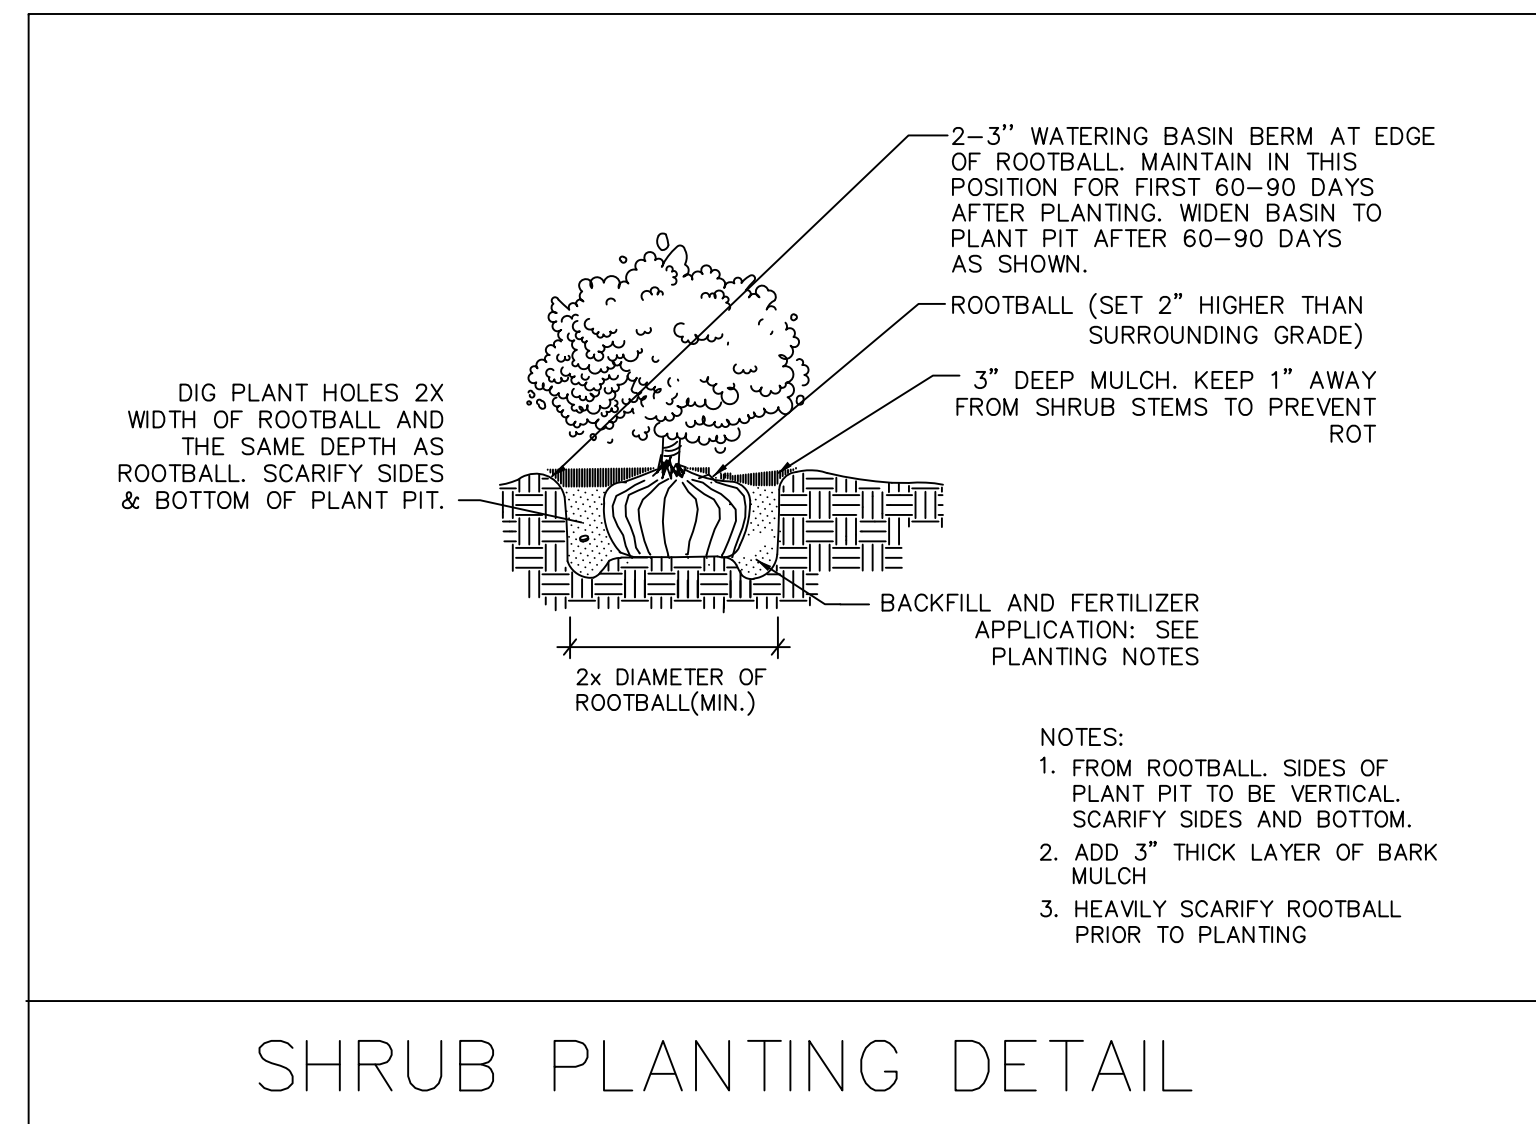 2-3’’ WATERING BASIN BERM AT EDGE
OF ROOTBALL. MAINTAIN IN THIS
POSITION FOR FIRST 60-90 DAYS
AFTER PLANTING. WIDEN BASIN TO
PLANT PIT AFTER 60-90 DAYS
AS SHOWN.
ROOTBALL (SET 2” HIGHER THAN
SURROUNDING GRADE)
3” DEEP MULCH. KEEP 1” AWAY
FROM SHRUB STEMS TO PREVENT
ROT
DIG PLANT HOLES 2X
WIDTH OF ROOTBALL AND
THE SAME DEPTH AS
ROOTBALL. SCARIFY SIDES
& BOTTOM OF PLANT PIT.
BACKFILL AND FERTILIZER
APPLICATION: SEE
PLANTING NOTES
2x DIAMETER OF
ROOTBALL(MIN.)
NOTES:
1. FROM ROOTBALL. SIDES OF
PLANT PIT TO BE VERTICAL.
SCARIFY SIDES AND BOTTOM.
2. ADD 3” THICK LAYER OF BARK
MULCH
3. HEAVILY SCARIFY ROOTBALL
PRIOR TO PLANTING
SHRUB PLANTING DETAIL